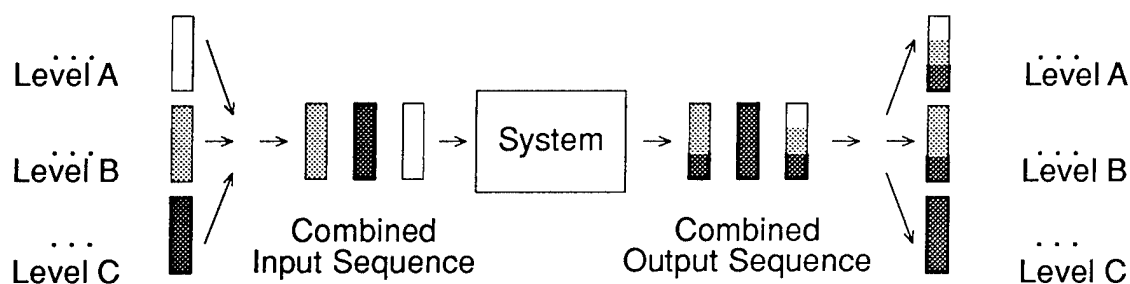 . . .
Level A
. . .
Level B
. . .
Level C
Combined
Input Sequence
System
Combined
Output Sequence
. . .
Level A
. . .
Level B
. . .
Level C